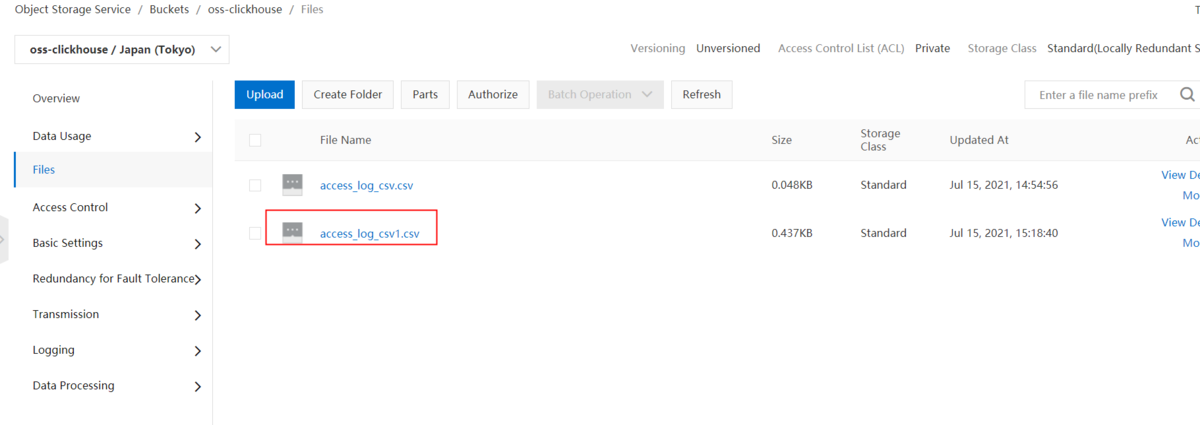 Object Storage Service / Buckets / oss-clickhouse / Files
T
oss-clickhouse / Japan (Tokyo)
Versioning Unversioned Access Control List (ACL) Private Storage Class Standard(Locally Redundant S
Overview
Data Usage
Files
Access Control
Basic Settings
Redundancy for Fault Tolerance
Transmission
Logging
Data Processing
Upload Create Folder Parts Authorize Batch Operation Refresh
Enter a file name prefix
File Name Size Storage Class Updated At Ac
access_log_csv.csv 0.048KB Standard Jul 15, 2021, 14:54:56 View De
Mo
access_log_csv1.csv 0.437KB Standard Jul 15, 2021, 15:18:40 View De
Mo